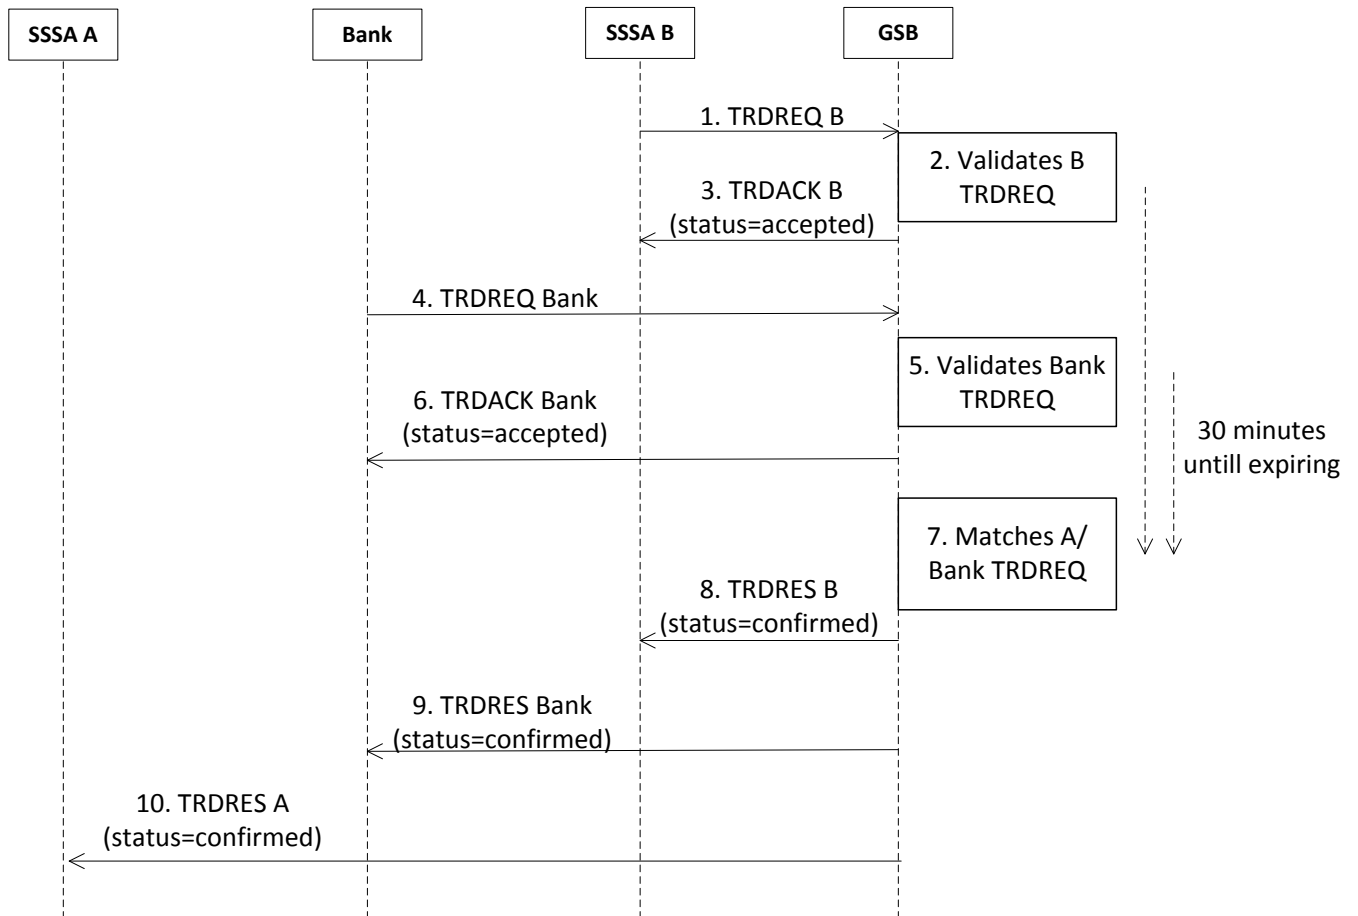 SSSA A
Bank
SSSA B
GSB
1. TRDREQ B
2. Validates B
TRDREQ
3. TRDACK B
(status=accepted)
4. TRDREQ Bank
5. Validates Bank
TRDREQ
6. TRDACK Bank
(status=accepted)
30 minutes
untill expiring
7. Matches A/
Bank TRDREQ
8. TRDRES B
(status=confirmed)
9. TRDRES Bank
(status=confirmed)
10. TRDRES A
(status=confirmed)